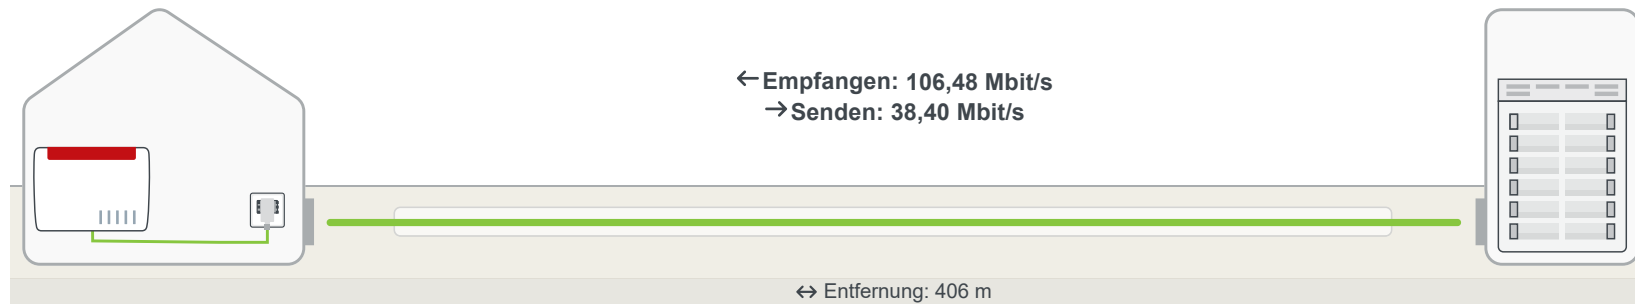 ←Empfangen: 106,48 Mbit/s
→Senden: 38,40 Mbit/s
↔ Entfernung: 406 m